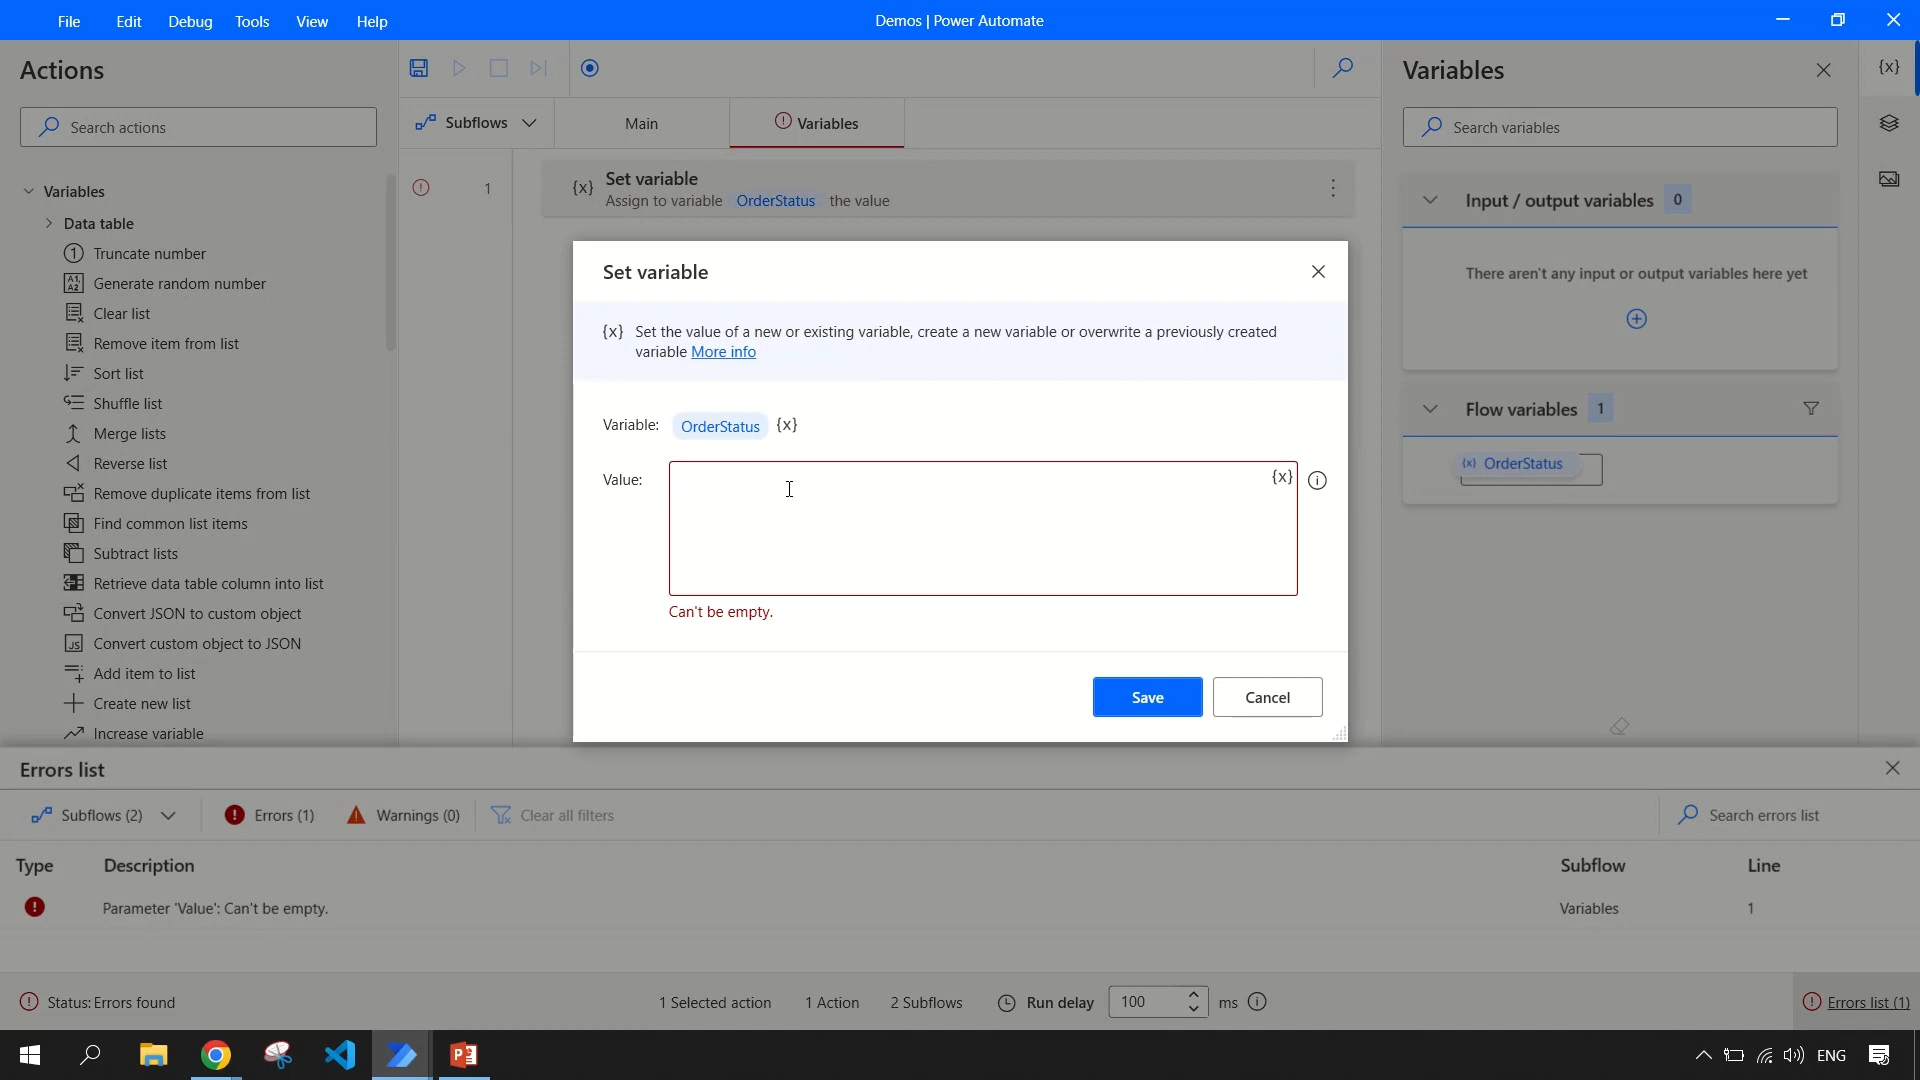 File Edit Debug Tools View Help
Demos | Power Automate
Actions
Search actions
Variables
Data table
Truncate number
Generate random number
Clear list
Remove item from list
Sort list
Shuffle list
Merge lists
Reverse list
Remove duplicate items from list
Find common list items
Subtract lists
Retrieve data table column into list
Convert JSON to custom object
Convert custom object to JSON
Add item to list
Create new list
Increase variable
Subflows
Main
Variables
1
{x} Set variable
Assign to variable OrderStatus the value
Set variable
{x} Set the value of a new or existing variable, create a new variable or overwrite a previously created
variable More info
Variable: OrderStatus {x}
Value: {x}
Can't be empty.
Save Cancel
Variables
{x}
Search variables
Input / output variables 0
There aren't any input or output variables here yet
Flow variables 1
{x} OrderStatus
Errors list
Subflows (2) Errors (1) Warnings (0) Clear all filters Search errors list
Type Description Subflow Line
Parameter 'Value': Can't be empty. Variables 1
Status: Errors found 1 Selected action 1 Action 2 Subflows Run delay 100 ms Errors list (1)
ENG